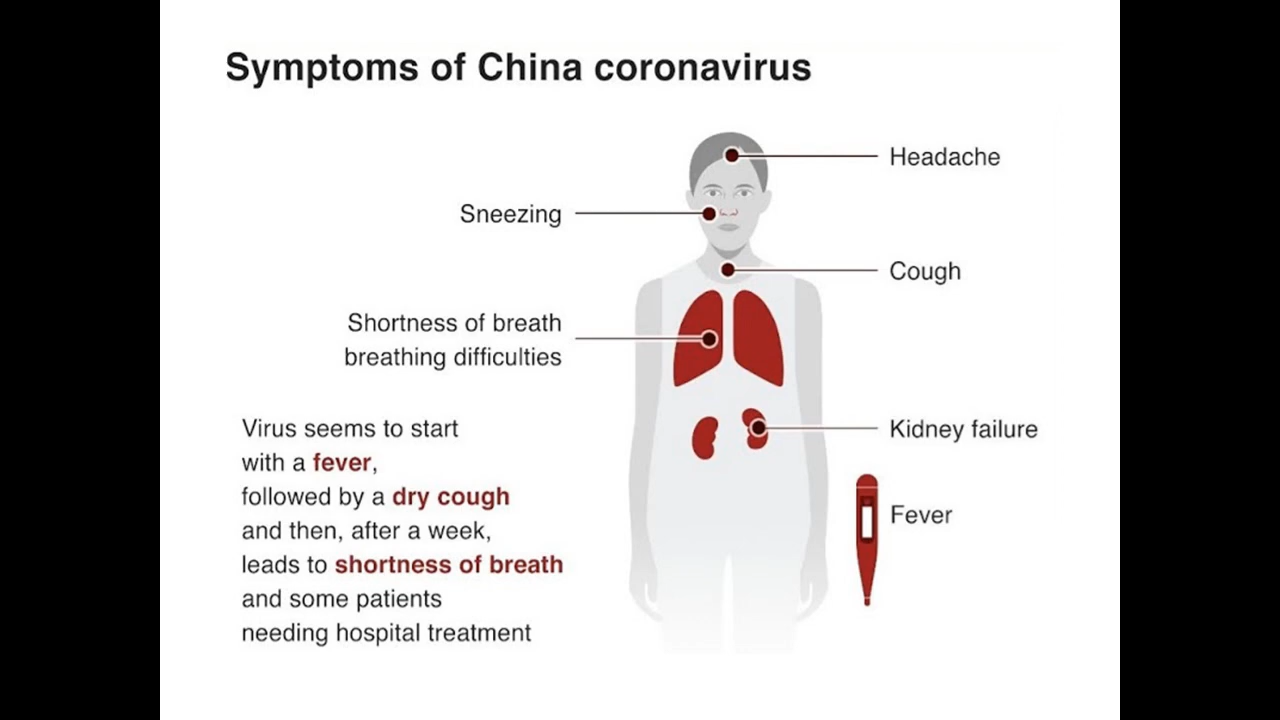 Symptoms of China coronavirus
Headache
Sneezing
Cough
Shortness of breath
breathing difficulties
Kidney failure
Fever
Virus seems to start
with a fever,
followed by a dry cough
and then, after a week,
leads to shortness of breath
and some patients
needing hospital treatment